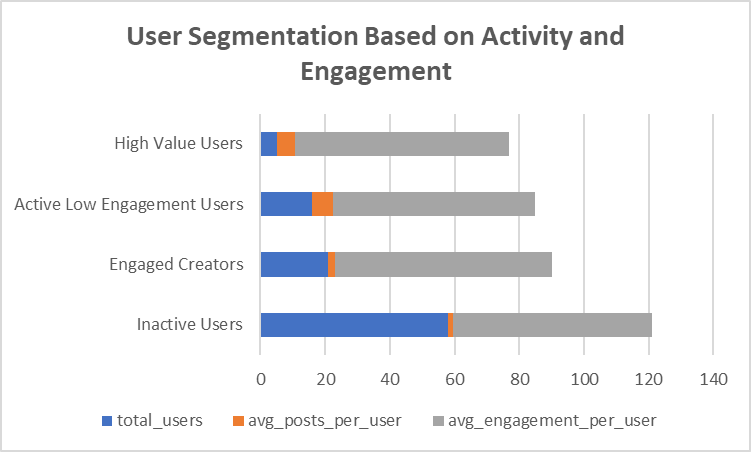 User Segmentation Based on Activity and
Engagement
High Value Users
Active Low Engagement Users
Engaged Creators
Inactive Users
0 20 40 60 80 100 120 140
total_users avg_posts_per_user avg_engagement_per_user